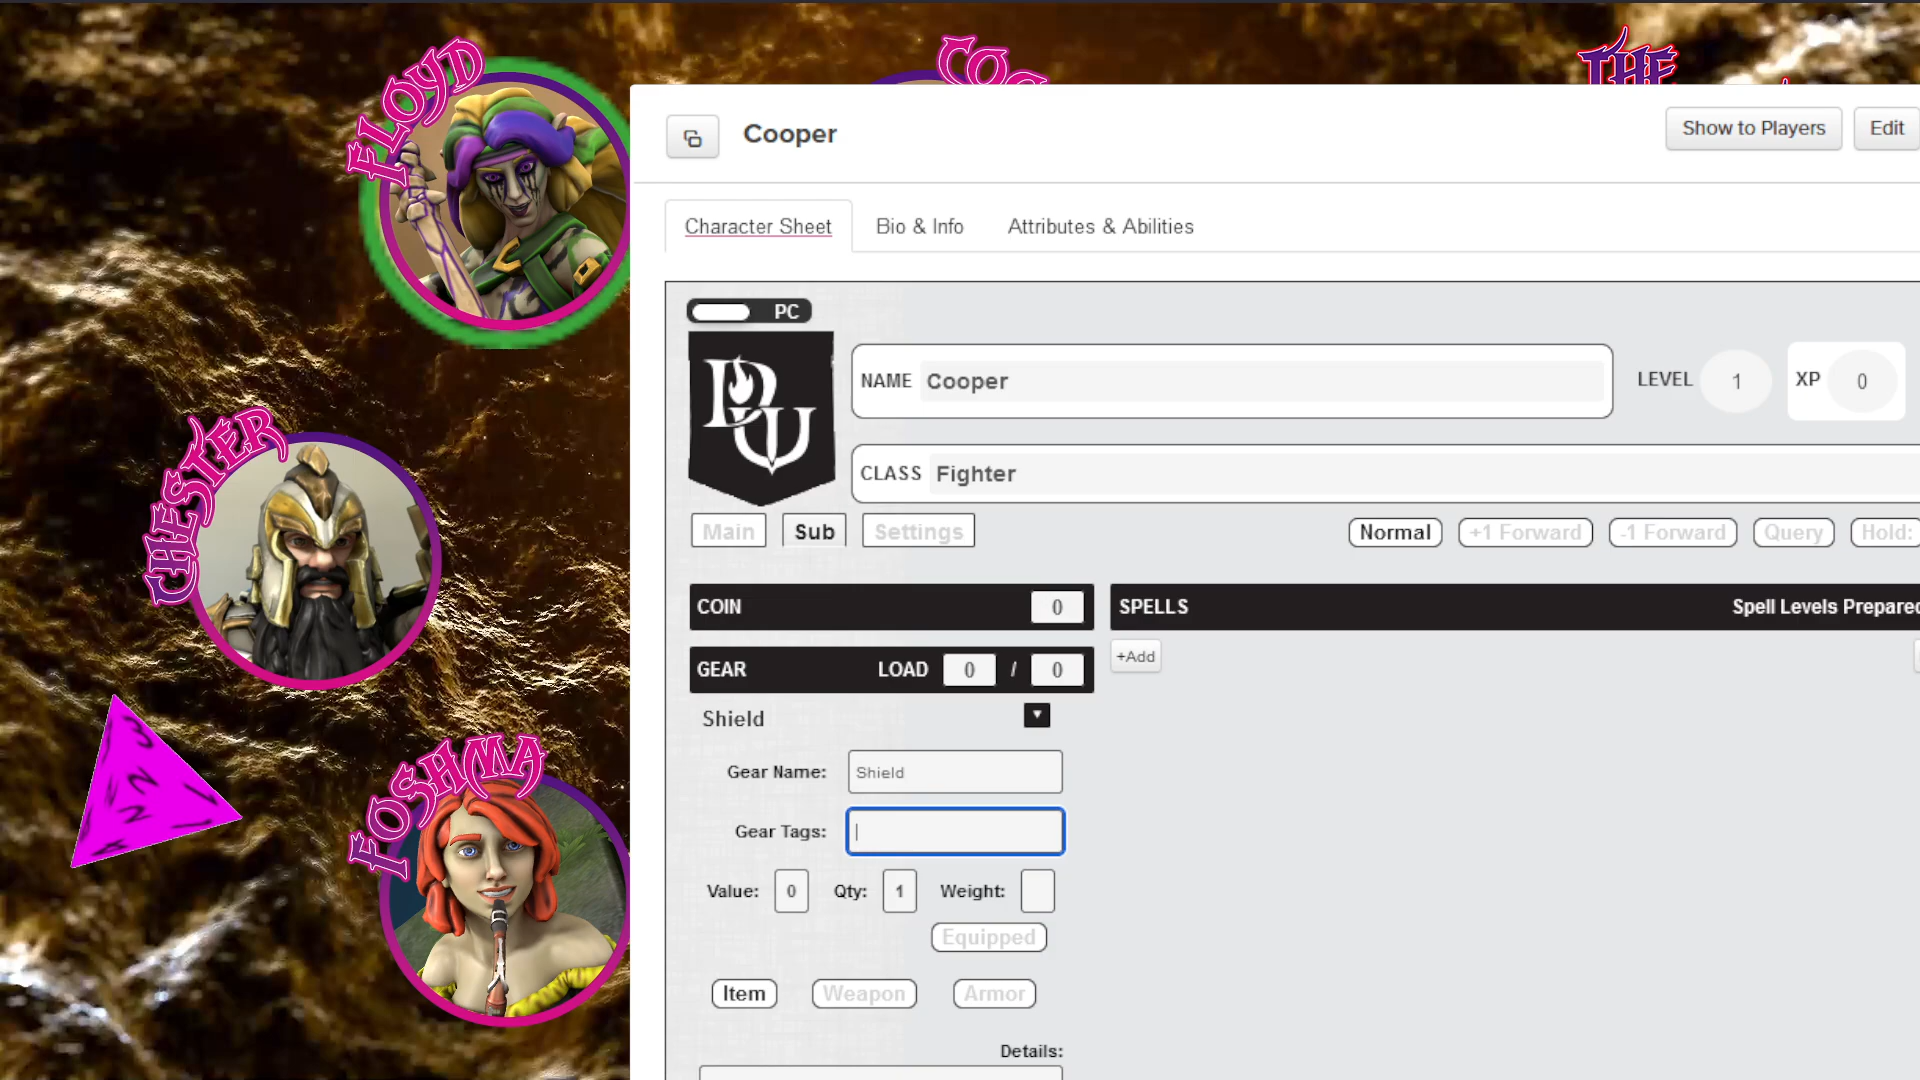 FLOYD
COO
THE
Cooper
Show to Players
Edit
Character Sheet
Bio & Info
Attributes & Abilities
PC
DU
NAME Cooper
LEVEL 1
XP 0
CLASS Fighter
Main
Sub
Settings
Normal
+1 Forward
-1 Forward
Query
Hold:
CHESTER
COIN 0
SPELLS
Spell Levels Prepared
GEAR LOAD 0 / 0
+Add
Shield
Gear Name: Shield
FOSHMA
Gear Tags:
Value: 0 Qty: 1 Weight:
Equipped
Item
Weapon
Armor
Details: